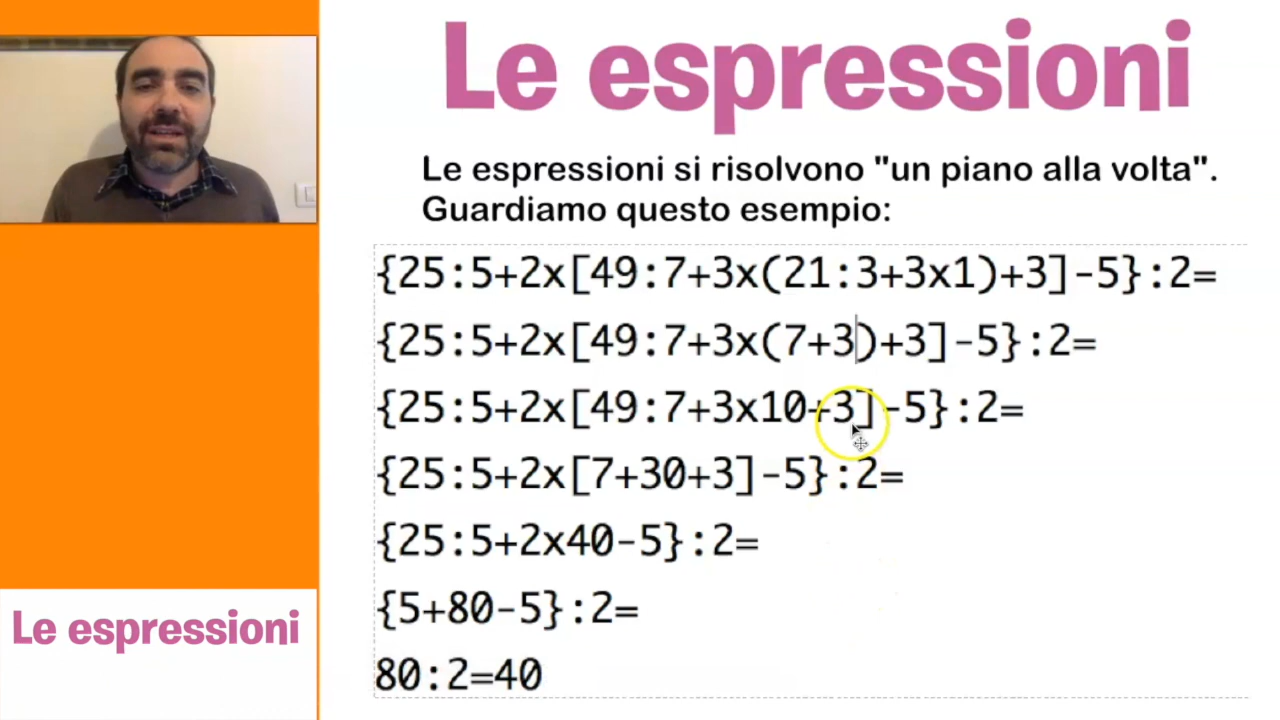 Le espressioni
Le espressioni si risolvono "un piano alla volta".
Guardiamo questo esempio:
{25:5+2x[49:7+3x(21:3+3x1)+3]-5}:2=
{25:5+2x[49:7+3x(7+3)+3]-5}:2=
{25:5+2x[49:7+3x10+3]-5}:2=
{25:5+2x[7+30+3]-5}:2=
{25:5+2x40-5}:2=
{5+80-5}:2=
80:2=40
Le espressioni